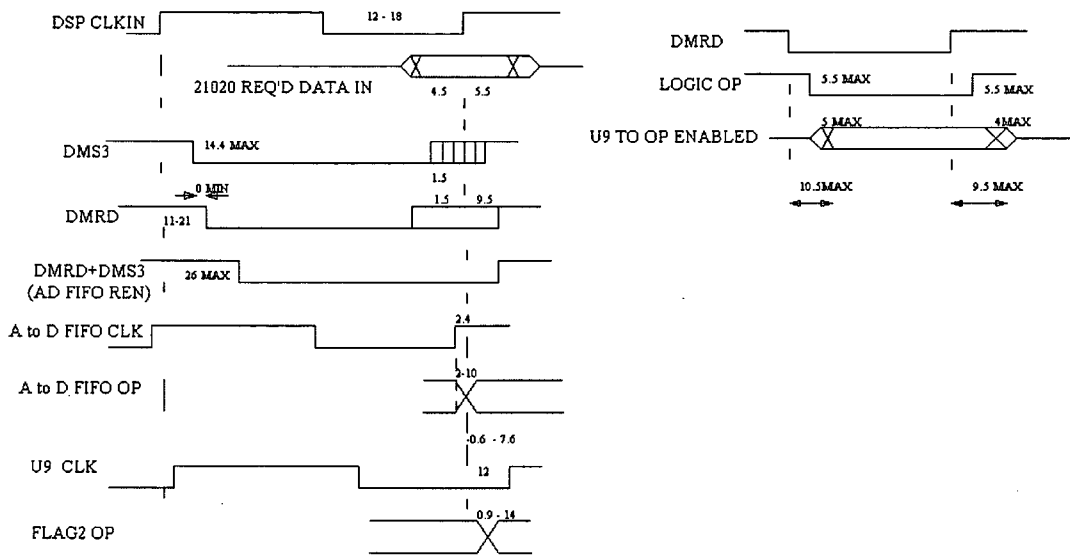 DSP CLKIN
12 - 18
21020 REQ'D DATA IN
4.5
5.5
DMS3
14.4 MAX
1.5
0 MIN
DMRD
11-21
1.5
9.5
DMRD+DMS3
(AD FIFO REN)
26 MAX
A to D FIFO CLK
2.4
A to D FIFO OP
2-10
-0.6 - 7.6
U9 CLK
12
FLAG2 OP
0.9 - 14
DMRD
LOGIC OP
5.5 MAX
5.5 MAX
U9 TO OP ENABLED
5 MAX
4MAX
10.5MAX
9.5 MAX